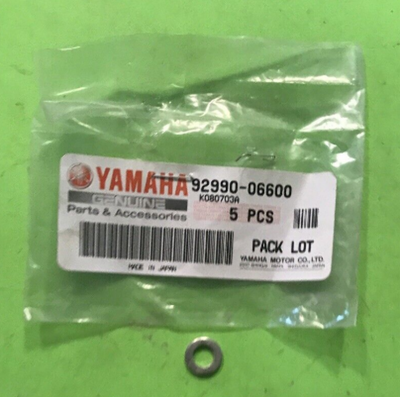 YAMAHA 92990-06600
GENUINE K080703A
Parts & Accessories 5 PCS
PACK LOT
YAMAHA MOTOR CO., LTD.
MADE IN JAPAN